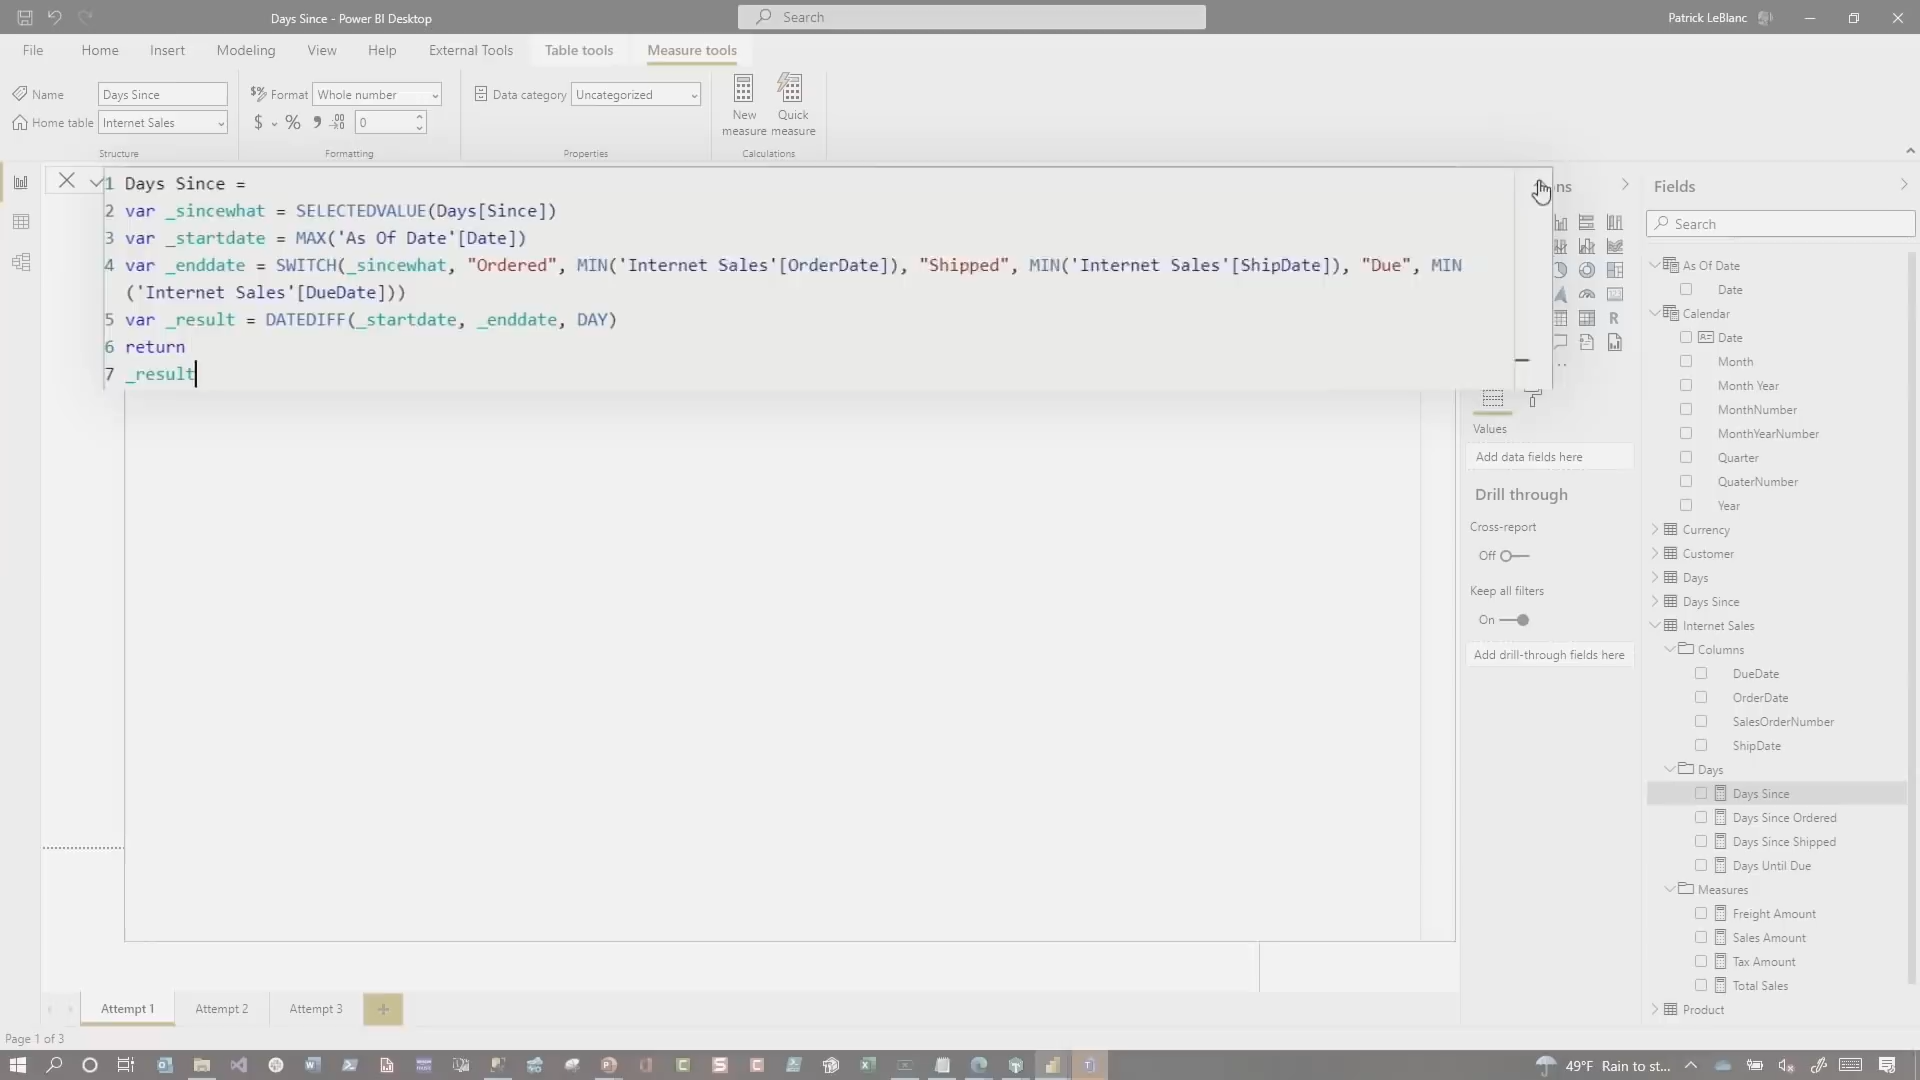 Days Since - Power BI Desktop
Search
Patrick LeBlanc
File
Home
Insert
Modeling
View
Help
External Tools
Table tools
Measure tools
Name
Days Since
Home table
Internet Sales
Structure
Format
Whole number
$
%
0
Formatting
Data category
Uncategorized
Properties
New
measure
Quick
measure
Calculations
1 Days Since =
2 var _sincewhat = SELECTEDVALUE(Days[Since])
3 var _startdate = MAX('As Of Date'[Date])
4 var _enddate = SWITCH(_sincewhat, "Ordered", MIN('Internet Sales'[OrderDate]), "Shipped", MIN('Internet Sales'[ShipDate]), "Due", MIN
('Internet Sales'[DueDate]))
5 var _result = DATEDIFF(_startdate, _enddate, DAY)
6 return
7 _result
R
Values
Add data fields here
Drill through
Cross-report
Off
Keep all filters
On
Add drill-through fields here
Fields
Search
As Of Date
Date
Calendar
Date
Month
Month Year
MonthNumber
MonthYearNumber
Quarter
QuaterNumber
Year
Currency
Customer
Days
Days Since
Internet Sales
Columns
DueDate
OrderDate
SalesOrderNumber
ShipDate
Days
Days Since
Days Since Ordered
Days Since Shipped
Days Until Due
Measures
Freight Amount
Sales Amount
Tax Amount
Total Sales
Product
Attempt 1
Attempt 2
Attempt 3
Page 1 of 3
49°F Rain to st...